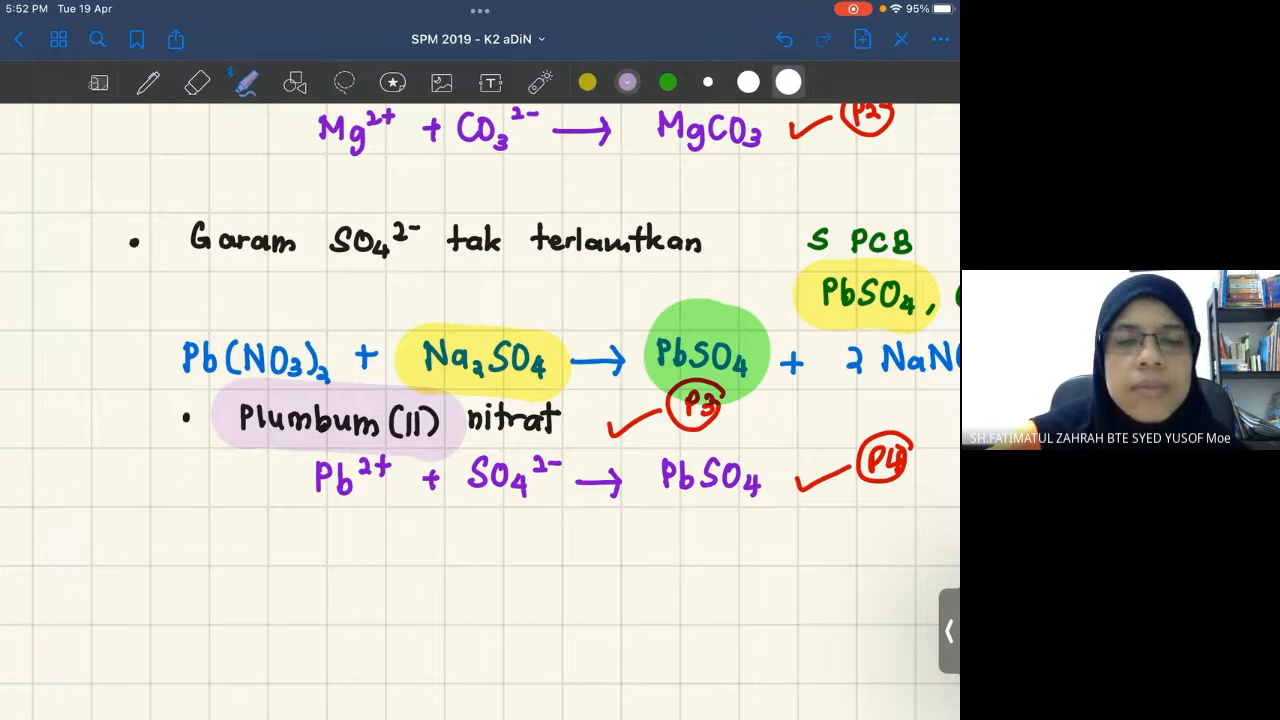 5:52 PM Tue 19 Apr
95%
SPM 2019 - K2 aDiN
Mg²⁺ + CO₃²⁻ → MgCO₃ ✓ P2
• Garam SO₄²⁻ tak terlarutkan
S PCB
PbSO₄,
Pb(NO₃)₂ + Na₂SO₄ → PbSO₄ + 2 NaNO
• Plumbum (II) nitrat ✓ P3
Pb²⁺ + SO₄²⁻ → PbSO₄ ✓ P4
SH.FATIMATUL ZAHRAH BTE SYED YUSOF Moe